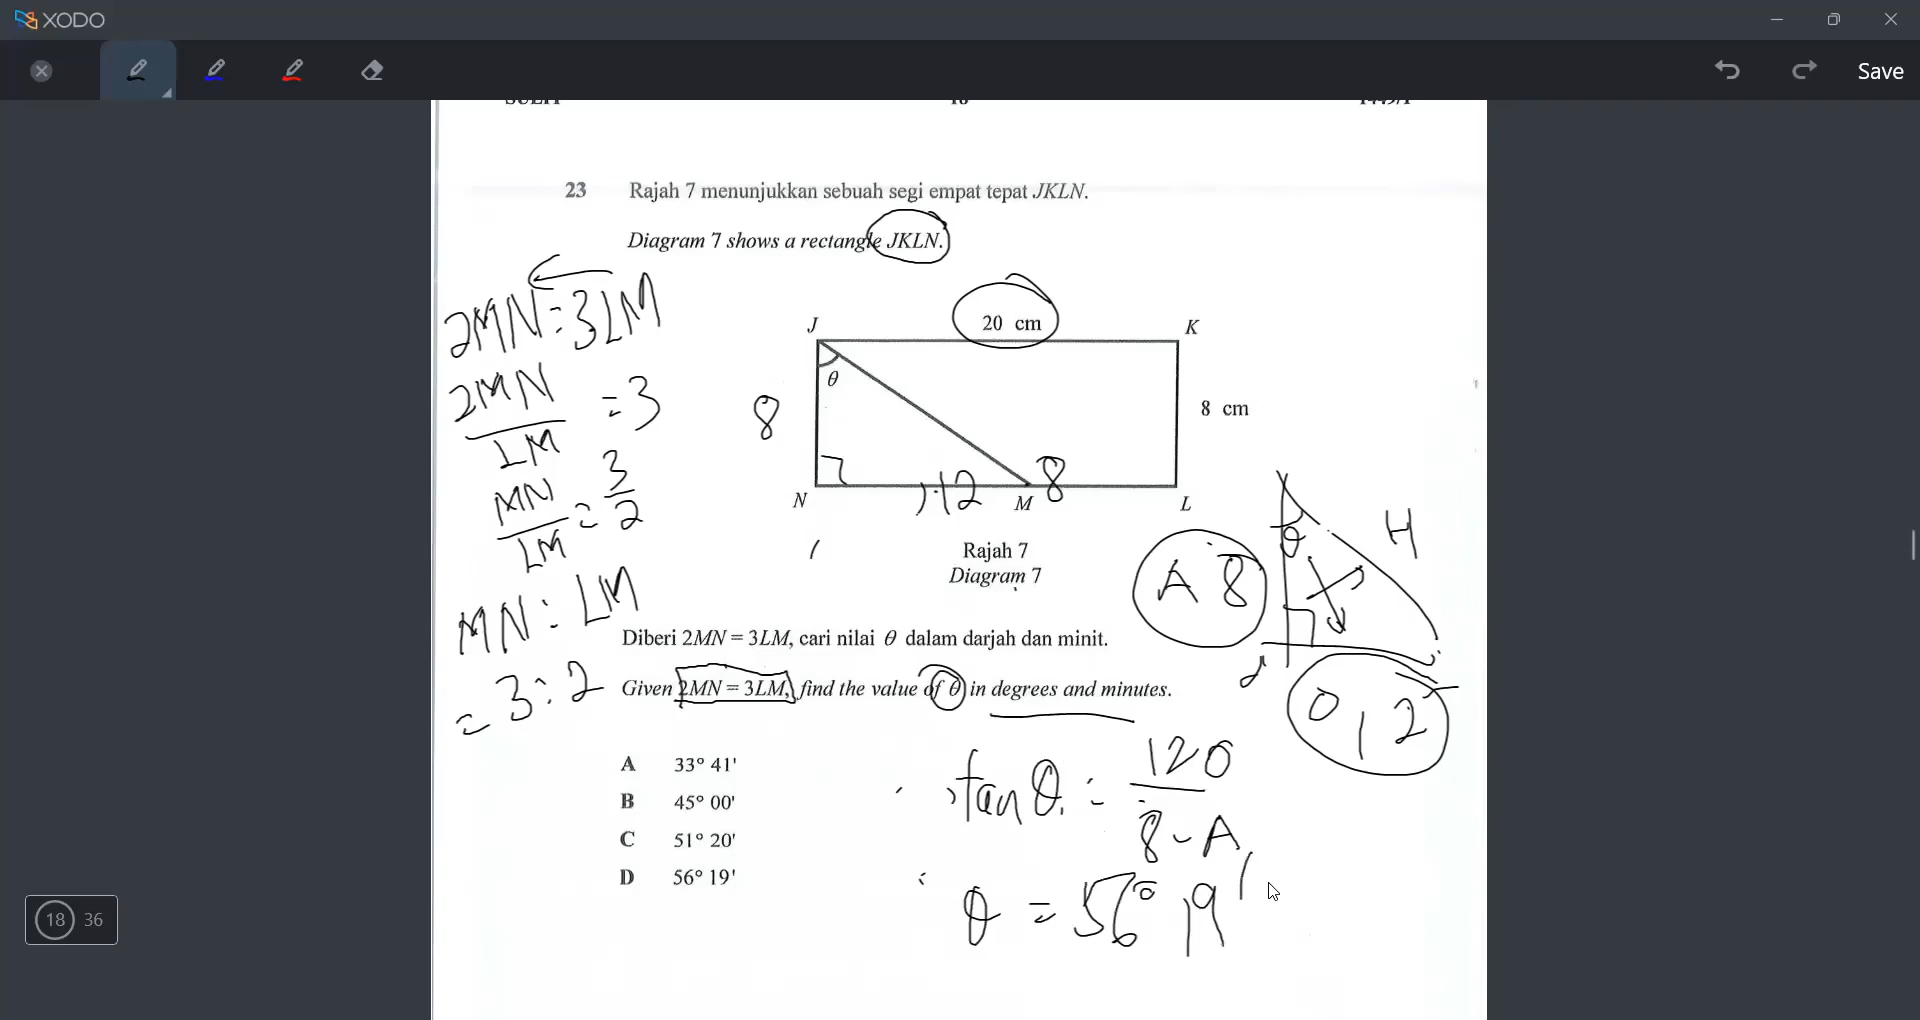 XODO
Save
SULIT
18
1449/1
23 Rajah 7 menunjukkan sebuah segi empat tepat JKLN.
Diagram 7 shows a rectangle JKLN.
2MN = 3LM
2MN/LM = 3
MN/LM = 3/2
MN : LM
= 3 : 2
20 cm
J
K
θ
8
8 cm
N
12
M
8
L
Rajah 7
Diagram 7
H
θ
A 8
O 12
Diberi 2MN = 3LM, cari nilai θ dalam darjah dan minit.
Given 2MN = 3LM, find the value of θ in degrees and minutes.
A 33° 41'
B 45° 00'
C 51° 20'
D 56° 19'
tan θ = 12 O / 8 - A
θ = 56° 19'
18 36